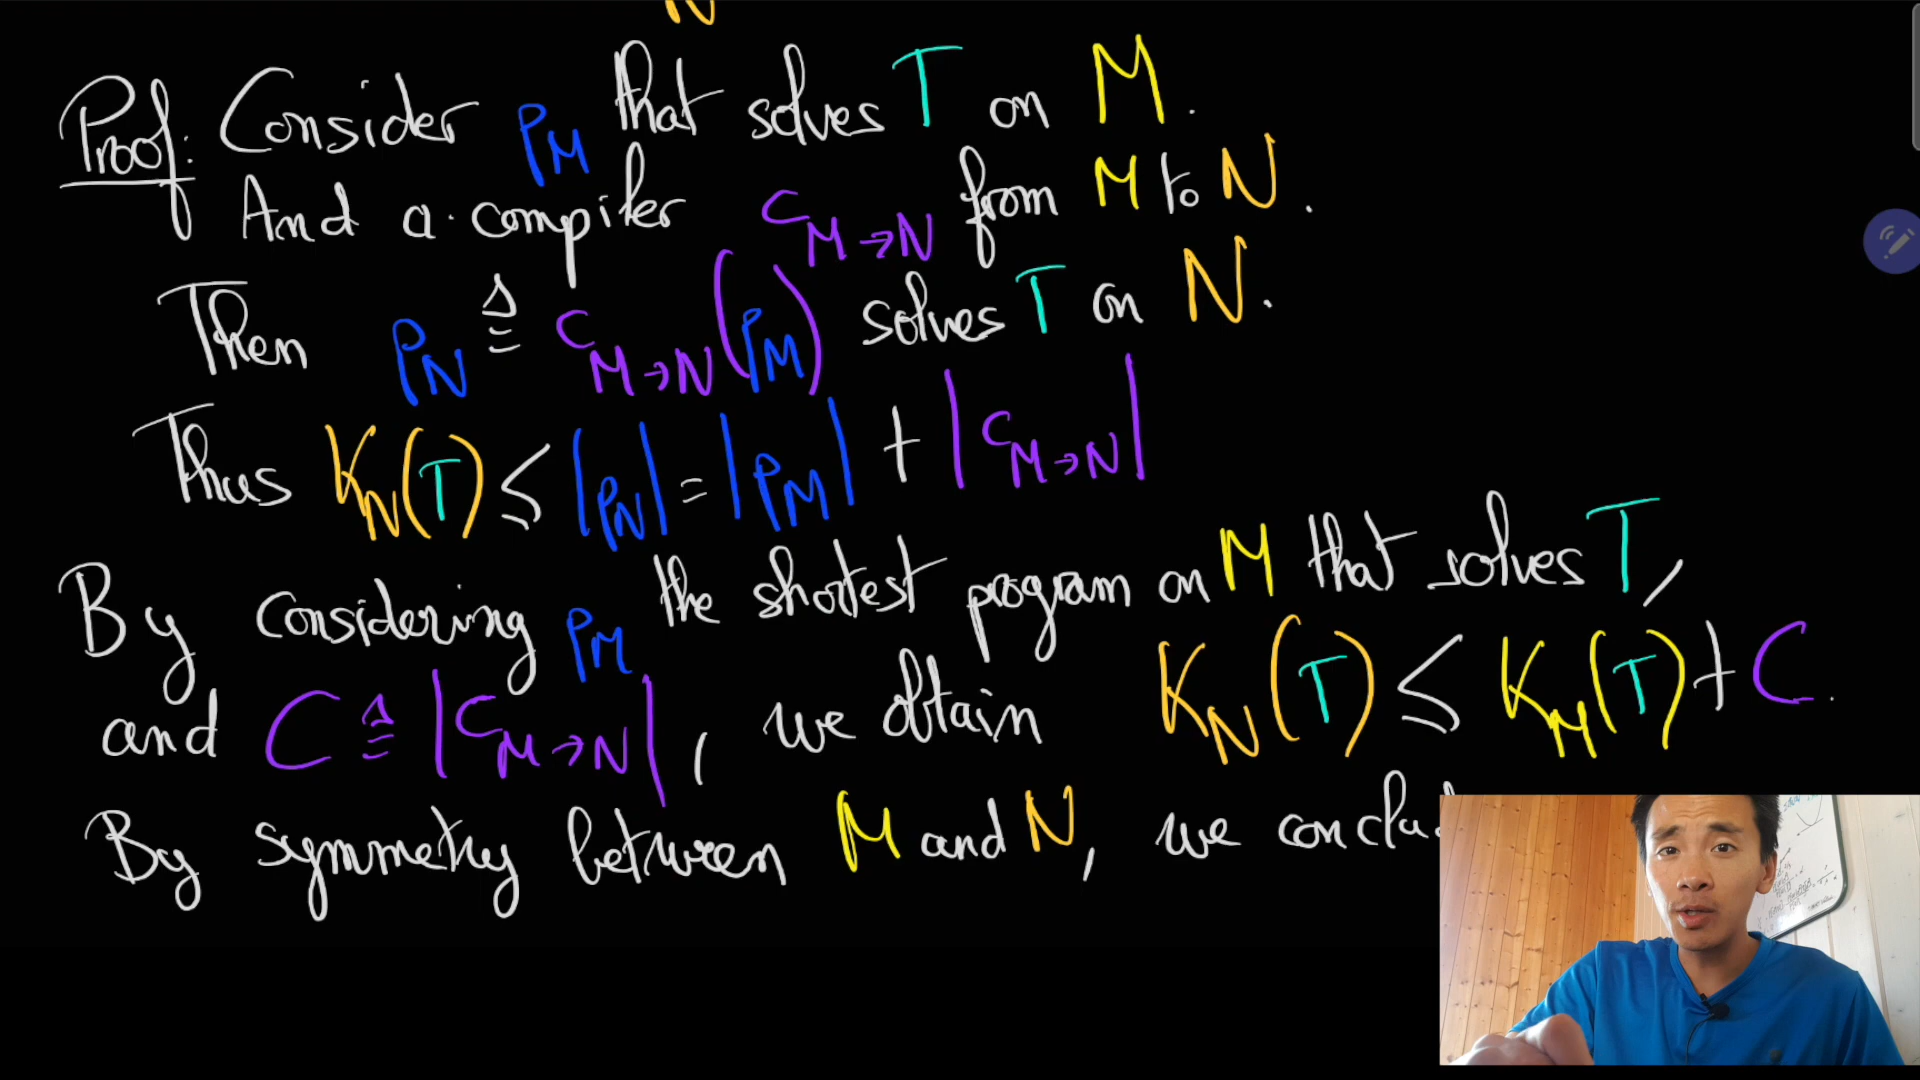 N
Proof: Consider p_M that solves T on M.
And a compiler c_{M→N} from M to N.
Then p_N ≜ c_{M→N}(p_M) solves T on N.
Thus K_N(T) ≤ |p_N| = |p_M| + |c_{M→N}|
By considering p_M the shortest program on M that solves T,
and C ≜ |c_{M→N}|, we obtain K_N(T) ≤ K_M(T) + C.
By symmetry between M and N, we conclu